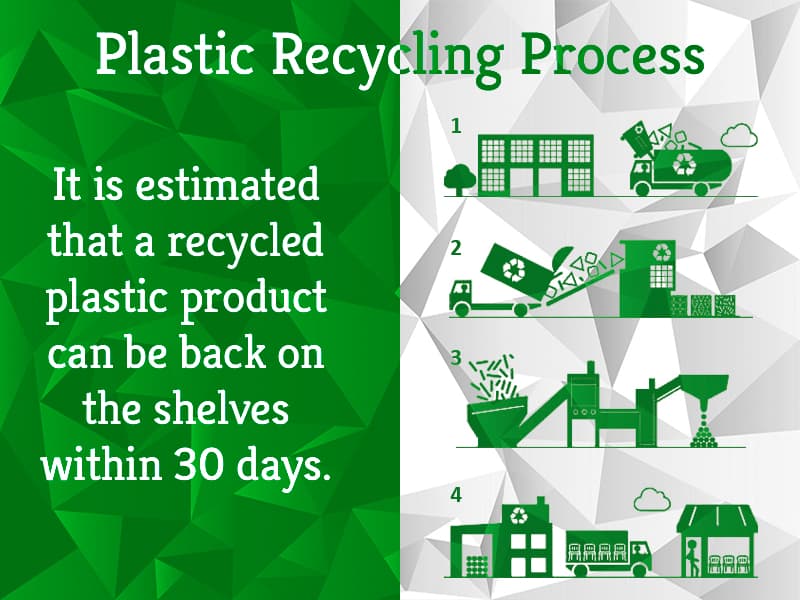 Plastic Recycling Process
It is estimated
that a recycled
plastic product
can be back on
the shelves
within 30 days.
1
2
3
4